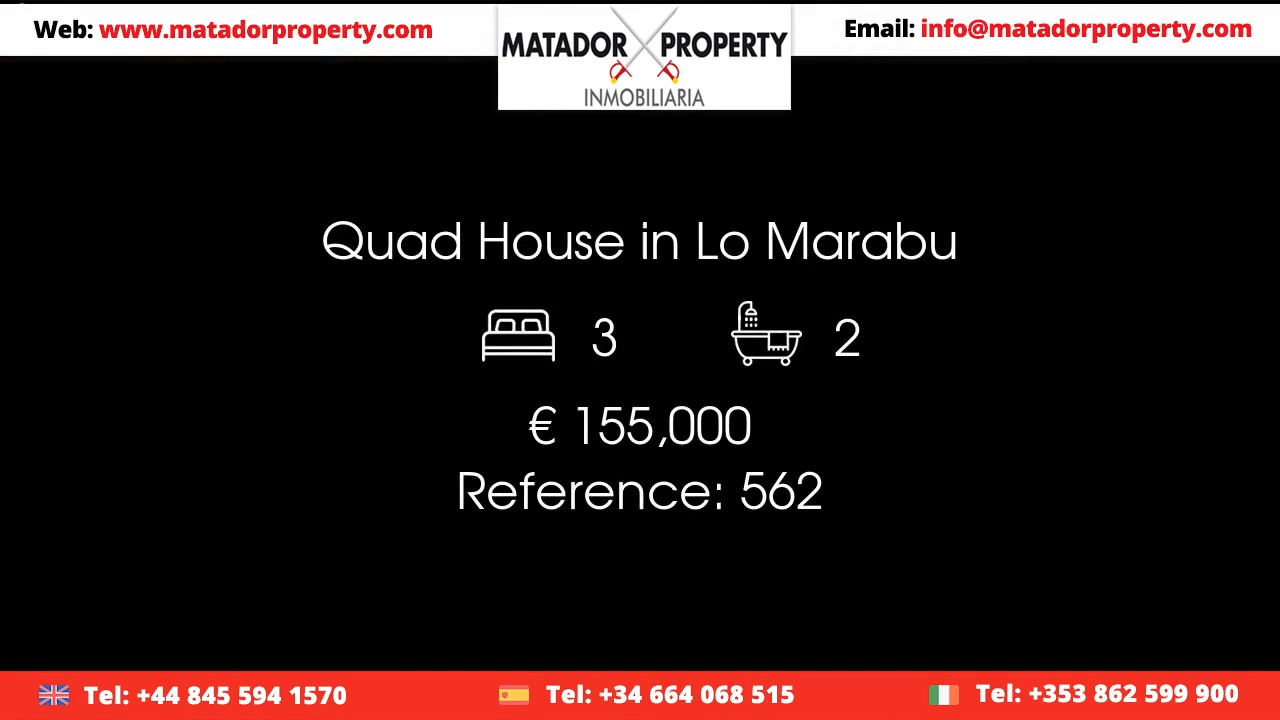 Web: www.matadorproperty.com
MATADOR PROPERTY
INMOBILIARIA
Email: info@matadorproperty.com
Quad House in Lo Marabu
3 2
€ 155,000
Reference: 562
Tel: +44 845 594 1570
Tel: +34 664 068 515
Tel: +353 862 599 900